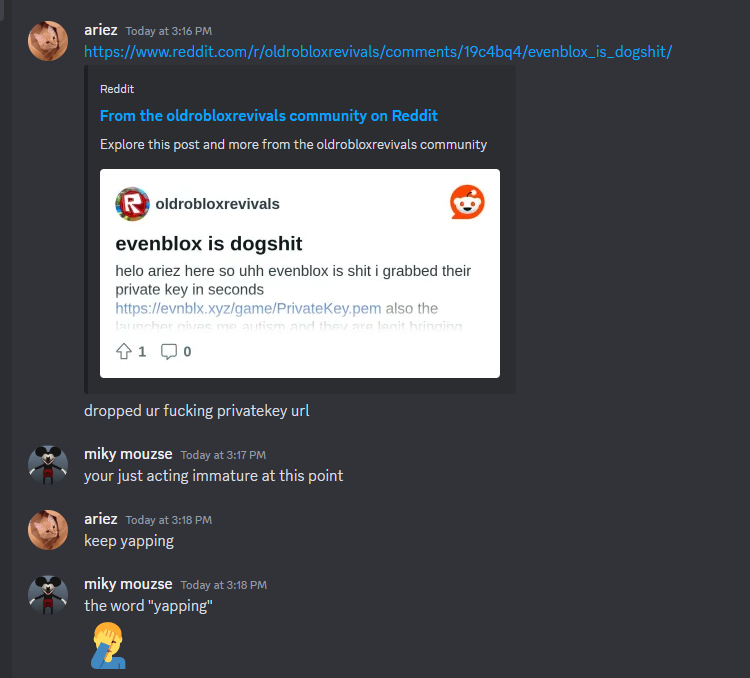 ariez Today at 3:16 PM
https://www.reddit.com/r/oldrobloxrevivals/comments/19c4bq4/evenblox_is_dogshit/
Reddit
From the oldrobloxrevivals community on Reddit
Explore this post and more from the oldrobloxrevivals community
oldrobloxrevivals
evenblox is dogshit
helo ariez here so uhh evenblox is shit i grabbed their
private key in seconds
https://evnblx.xyz/game/PrivateKey.pem also the
launcher gives me autism and they are legit bringing
1 0
dropped ur fucking privatekey url
miky mouzse Today at 3:17 PM
your just acting immature at this point
ariez Today at 3:18 PM
keep yapping
miky mouzse Today at 3:18 PM
the word "yapping"